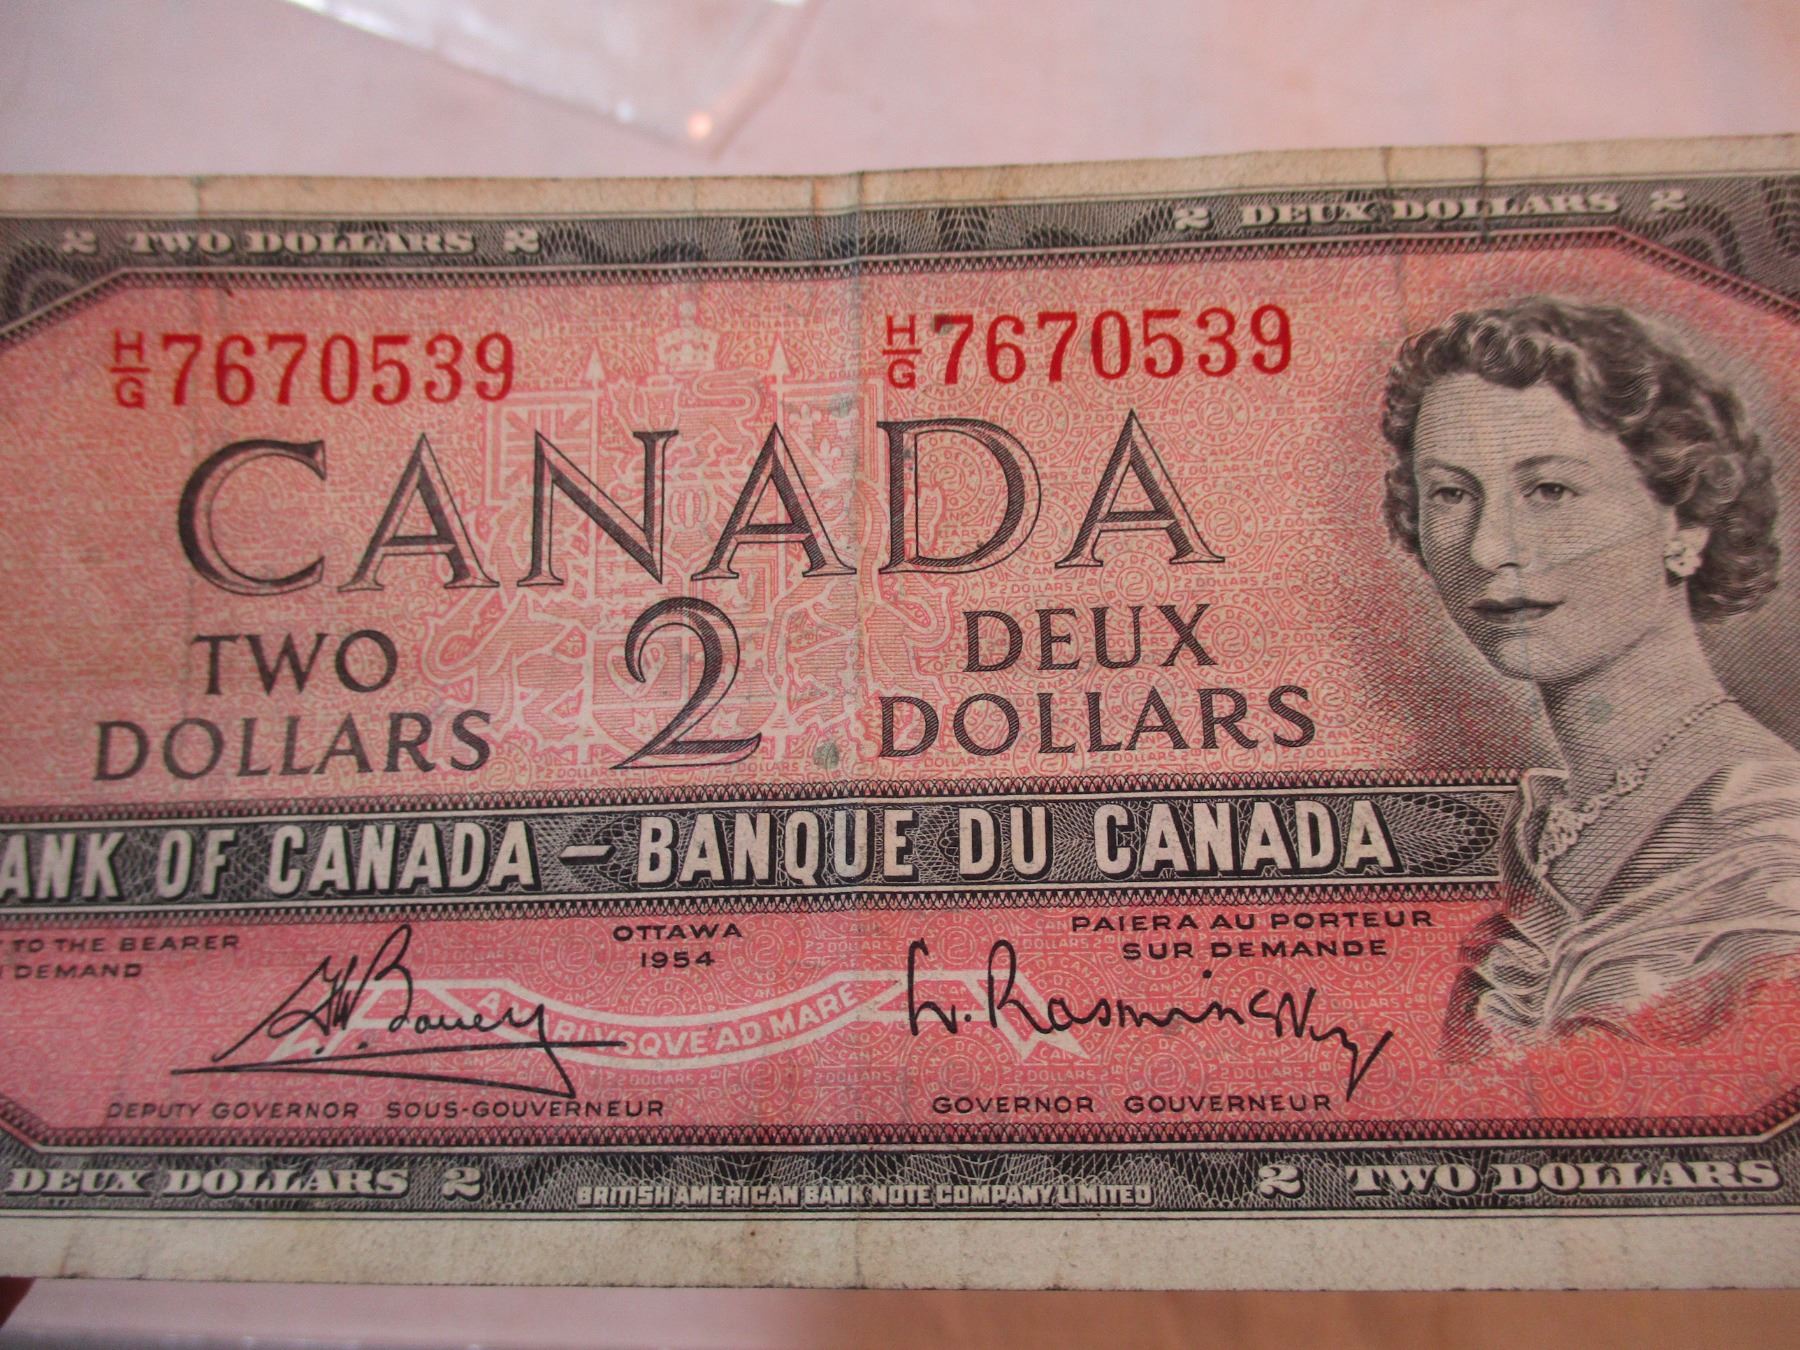 2 TWO DOLLARS 2
2 DEUX DOLLARS 2
H/G 7670539
H/G 7670539
CANADA
TWO
DOLLARS
2
DEUX
DOLLARS
ANK OF CANADA – BANQUE DU CANADA
TO THE BEARER
DEMAND
OTTAWA
1954
PAIERA AU PORTEUR
SUR DEMANDE
L. Rasminsky
AD MARE
DEPUTY GOVERNOR SOUS-GOUVERNEUR
GOVERNOR GOUVERNEUR
DEUX DOLLARS 2
BRITISH AMERICAN BANK NOTE COMPANY LIMITED
2 TWO DOLLARS